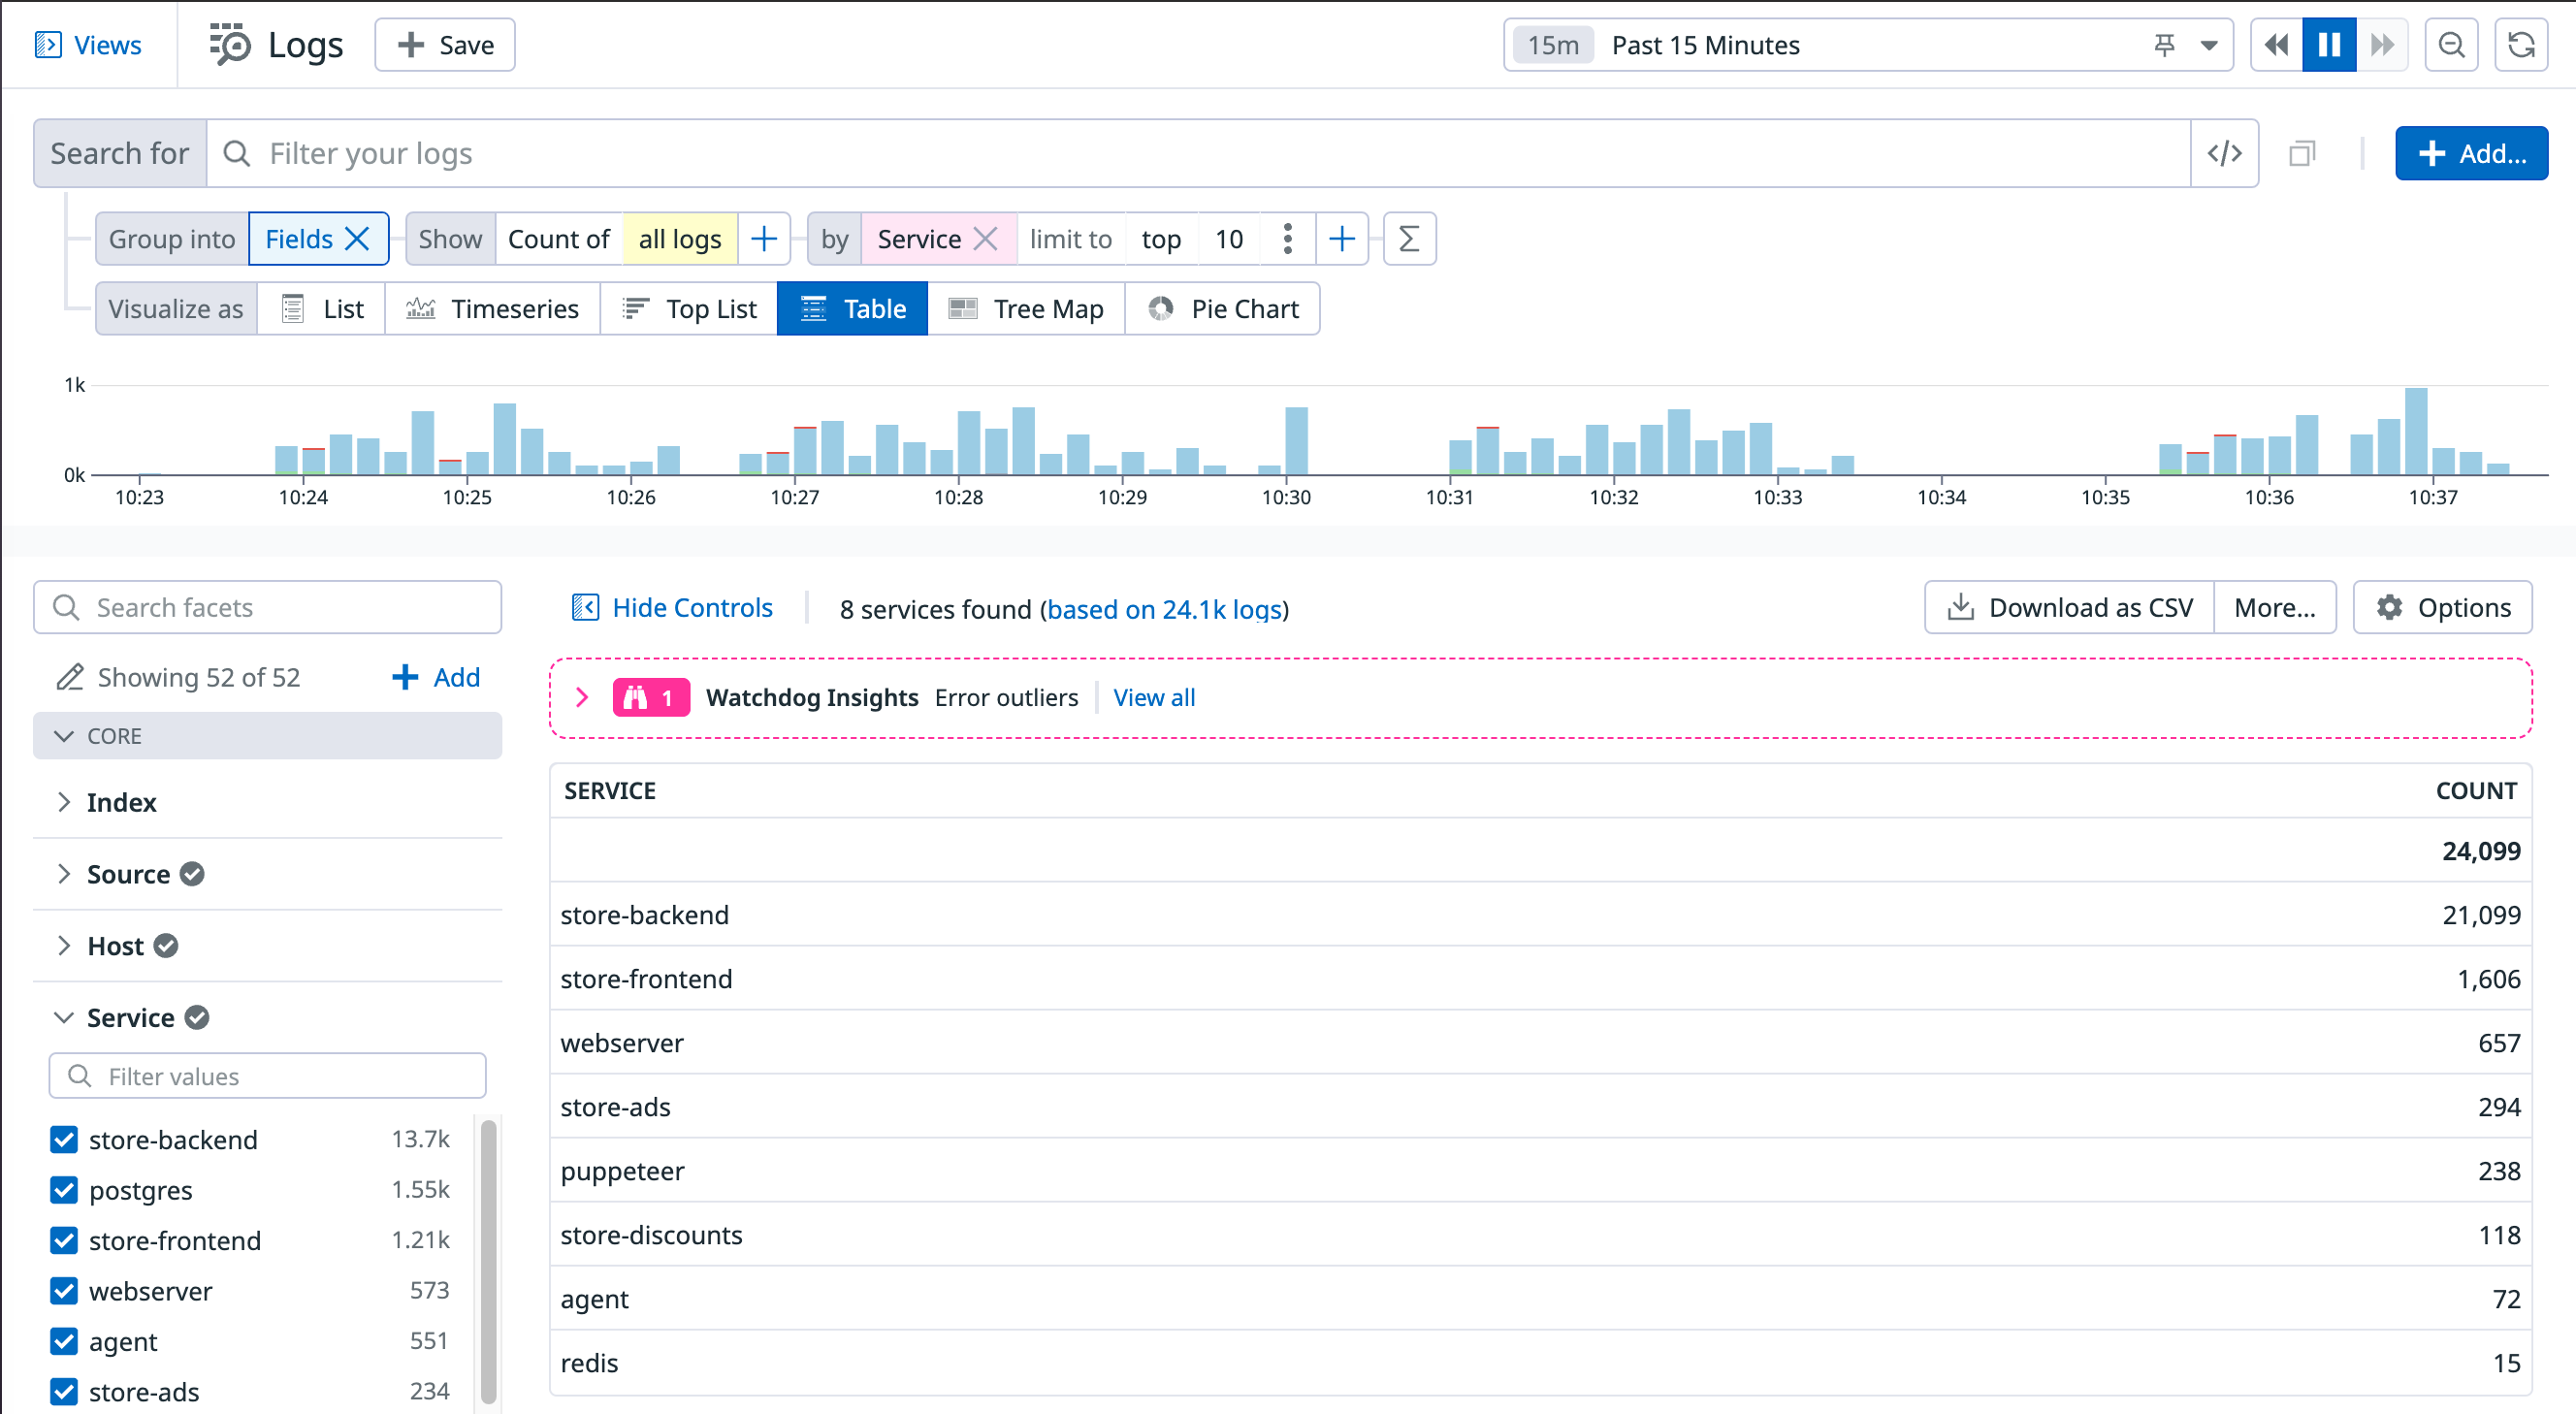 Views
Logs
+ Save
15m Past 15 Minutes
Search for Filter your logs
</>
+ Add...
Group into Fields Show Count of all logs + by Service limit to top 10 + Σ
Visualize as List Timeseries Top List Table Tree Map Pie Chart
1k
0k
10:23 10:24 10:25 10:26 10:27 10:28 10:29 10:30 10:31 10:32 10:33 10:34 10:35 10:36 10:37
Search facets
Showing 52 of 52 + Add
CORE
Index
Source
Host
Service
Filter values
store-backend 13.7k
postgres 1.55k
store-frontend 1.21k
webserver 573
agent 551
store-ads 234
Hide Controls 8 services found (based on 24.1k logs)
Download as CSV More... Options
1 Watchdog Insights Error outliers View all
SERVICE COUNT
24,099
store-backend 21,099
store-frontend 1,606
webserver 657
store-ads 294
puppeteer 238
store-discounts 118
agent 72
redis 15